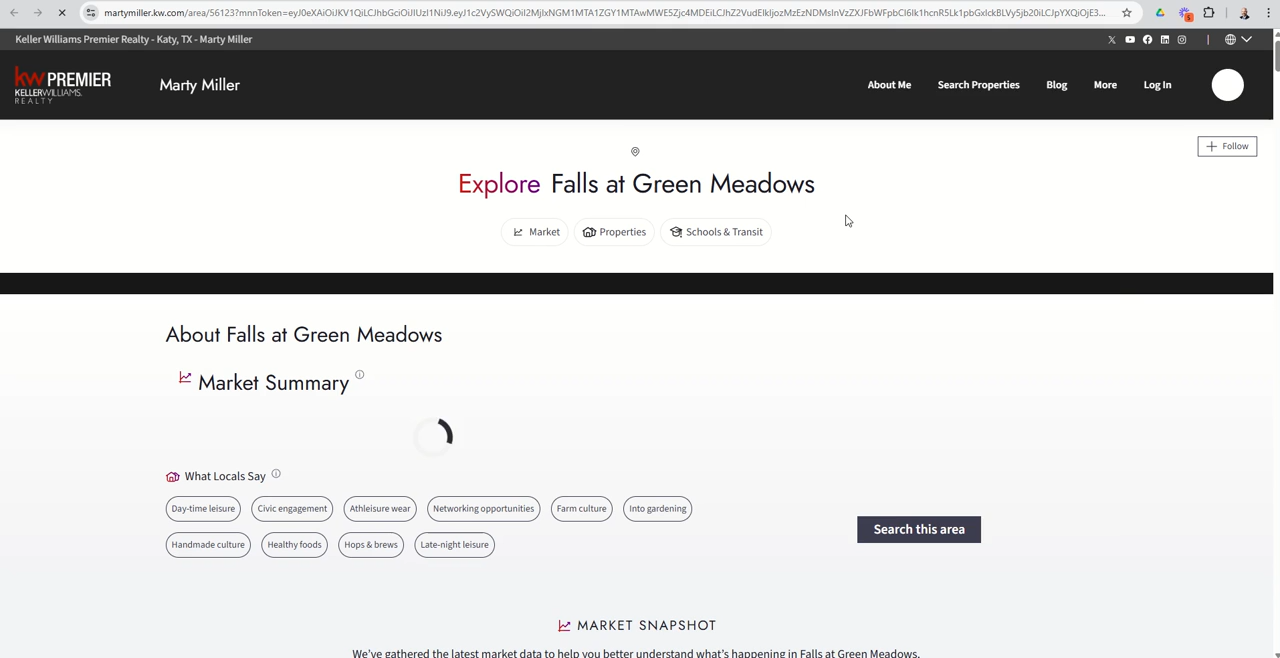 martymiller.kw.com/area/56123?mnnToken=
Keller Williams Premier Realty - Katy, TX - Marty Miller
kw PREMIER
KELLERWILLIAMS.
REALTY
Marty Miller
About Me
Search Properties
Blog
More
Log In
Follow
Explore Falls at Green Meadows
Market
Properties
Schools & Transit
About Falls at Green Meadows
Market Summary
What Locals Say
Day-time leisure
Civic engagement
Athleisure wear
Networking opportunities
Farm culture
Into gardening
Handmade culture
Healthy foods
Hops & brews
Late-night leisure
Search this area
MARKET SNAPSHOT
We've gathered the latest market data to help you better understand what's happening in Falls at Green Meadows.